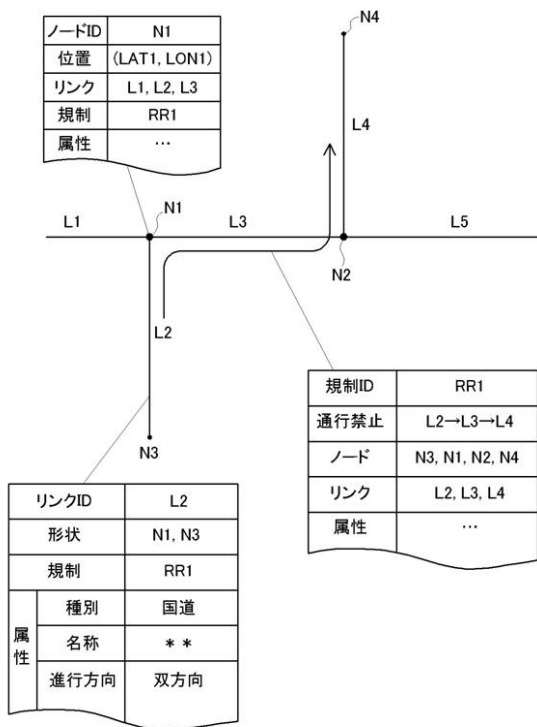 ノードID N1
位置 (LAT1, LON1)
リンク L1, L2, L3
規制 RR1
属性 …
N4
L4
N1
L1 L3 L5
N2
L2
N3
規制ID RR1
通行禁止 L2→L3→L4
ノード N3, N1, N2, N4
リンク L2, L3, L4
属性 …
リンクID L2
形状 N1, N3
規制 RR1
属性
種別 国道
名称 **
進行方向 双方向